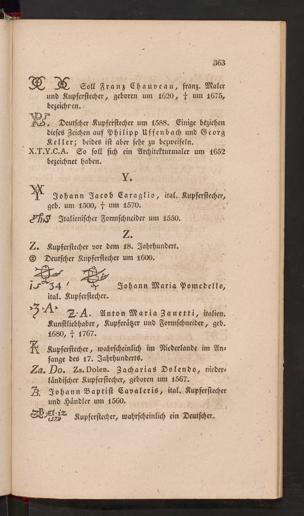 363
Soll Franz Chauveau, franz. Maler
und Kupferstecher, geboren um 1620, † um 1675,
bezeichnen.
Deutscher Kupferstecher um 1588. Einige beziehen
dieses Zeichen auf Philipp Uffenbach und Georg
Keller; beides ist aber sehr zu bezweifeln.
X.T.Y.C.A. So soll sich ein Architekturmaler um 1652
bezeichnet haben.
Y.
Johann Jacob Caraglio, ital. Kupferstecher,
geb. um 1500, † um 1570.
Italienischer Formschneider um 1550.
Z.
Z. Kupferstecher vor dem 18. Jahrhundert.
Deutscher Kupferstecher um 1600.
1534 Johann Maria Pomedello,
ital. Kupferstecher.
·3·A· Z·A. Anton Maria Zanetti, italien.
Kunstliebhaber, Kupferätzer und Formschneider, geb.
1680, † 1767.
Kupferstecher, wahrscheinlich im Niederlande im An-
fange des 17. Jahrhunderts.
Za. Do. Za. Dolen. Zacharias Dolendo, nieder-
ländischer Kupferstecher, geboren um 1567.
Johann Baptist Cavaleris, ital. Kupferstecher
und Händler um 1560.
Kupferstecher, wahrscheinlich ein Deutscher.